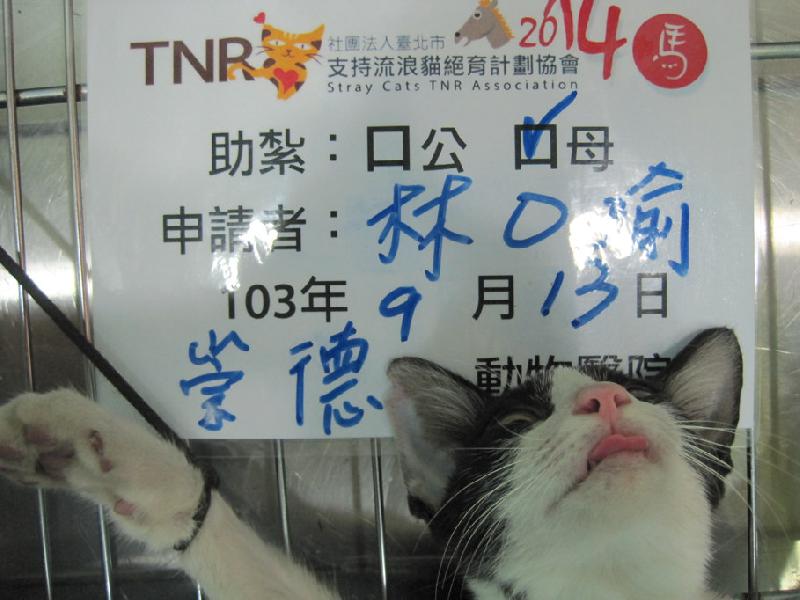 TNR 社團法人臺北市 2014 馬
支持流浪貓絕育計劃協會
Stray Cats TNR Association
助紮：口公 口母
申請者：林口瑜
103年 9 月 13 日
崇德 動物醫院